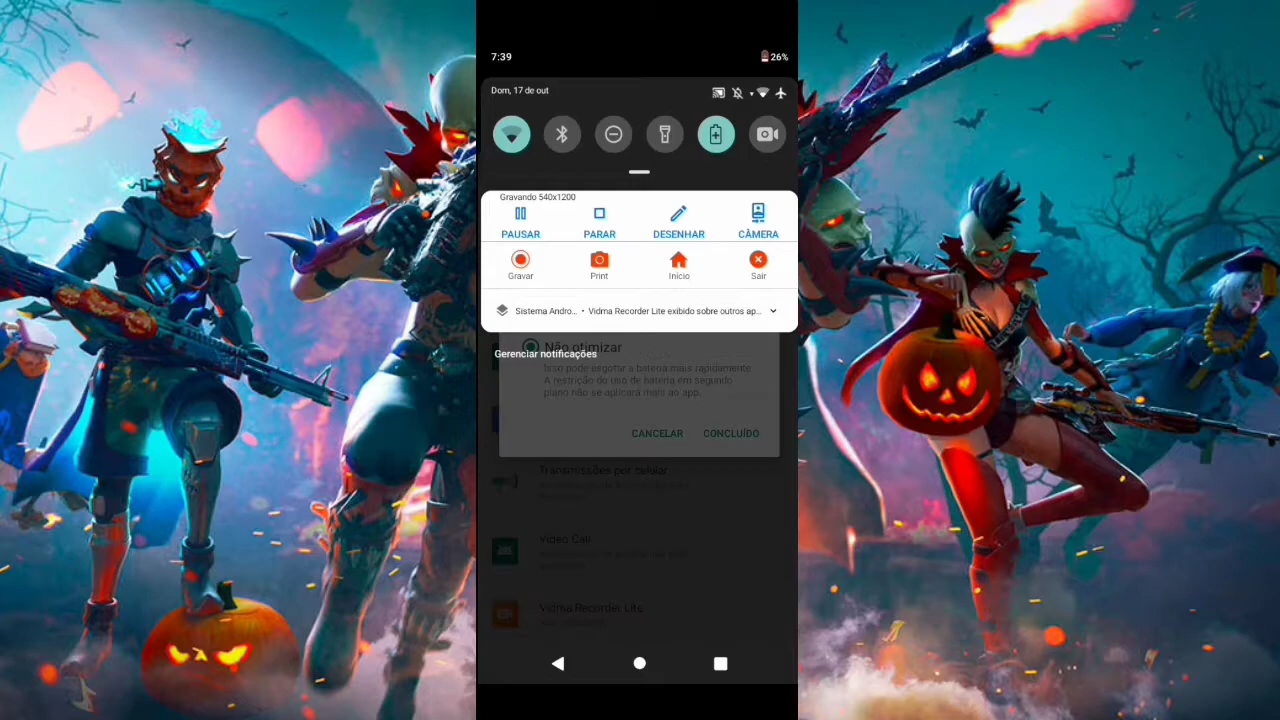 7:39
26%
Dom, 17 de out
Gravando 540x1200
PAUSAR PARAR DESENHAR CÂMERA
Gravar Print Início Sair
Sistema Andro.. • Vidma Recorder Lite exibido sobre outros ap...
Não otimizar
Gerenciar notificações
Isso pode esgotar a bateria mais rapidamente.
A restrição do uso de bateria em segundo
plano não se aplicará mais ao app.
CANCELAR CONCLUÍDO
Transmissões por celular
Video Call
Vidma Recorder Lite